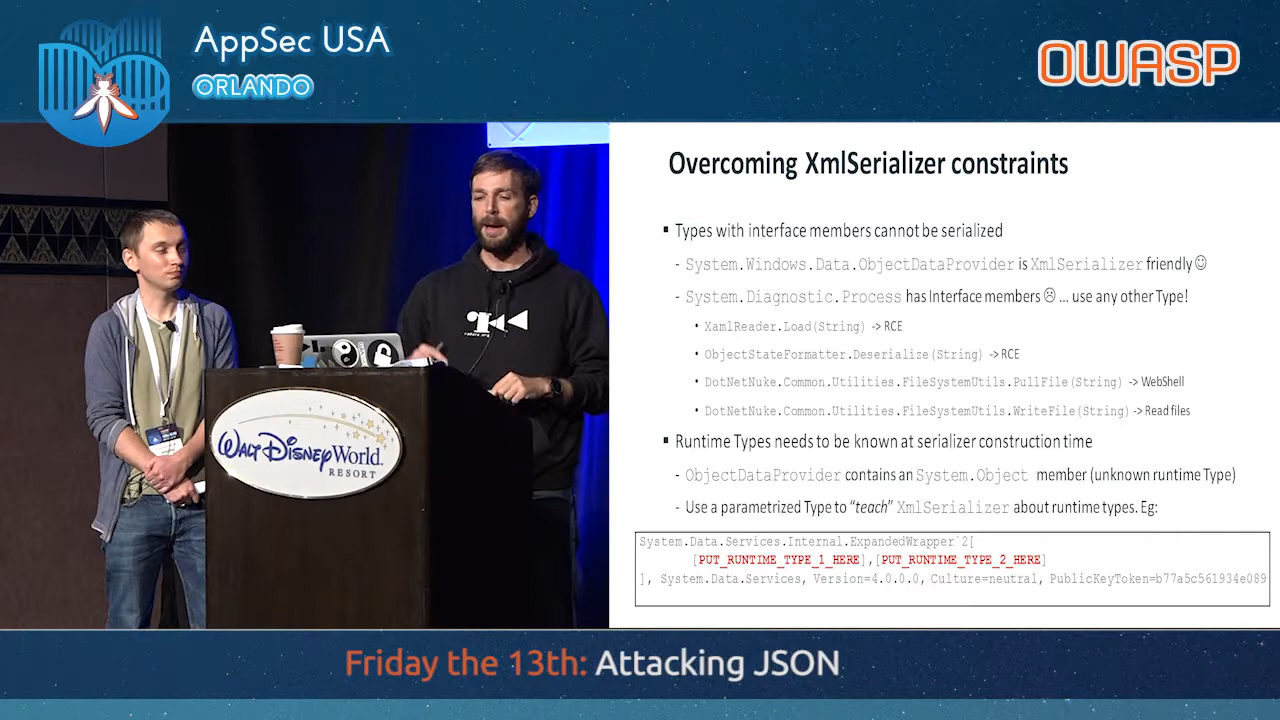 AppSec USA
ORLANDO
OWASP
Overcoming XmlSerializer constraints
▪ Types with interface members cannot be serialized
- System.Windows.Data.ObjectDataProvider is XmlSerializer friendly☺
- System.Diagnostic.Process has Interface members ☹ … use any other Type!
• XamlReader.Load(String) -> RCE
• ObjectStateFormatter.Deserialize(String) -> RCE
• DotNetNuke.Common.Utilities.FileSystemUtils.PullFile(String) -> WebShell
• DotNetNuke.Common.Utilities.FileSystemUtils.WriteFile(String) -> Read files
▪ Runtime Types needs to be known at serializer construction time
- ObjectDataProvider contains an System.Object member (unknown runtime Type)
- Use a parametrized Type to “teach” XmlSerializer about runtime types. Eg:
System.Data.Services.Internal.ExpandedWrapper`2[
[PUT_RUNTIME_TYPE_1_HERE],[PUT_RUNTIME_TYPE_2_HERE]
], System.Data.Services, Version=4.0.0.0, Culture=neutral, PublicKeyToken=b77a5c561934e089
WALT DISNEY World
RESORT
Friday the 13th: Attacking JSON